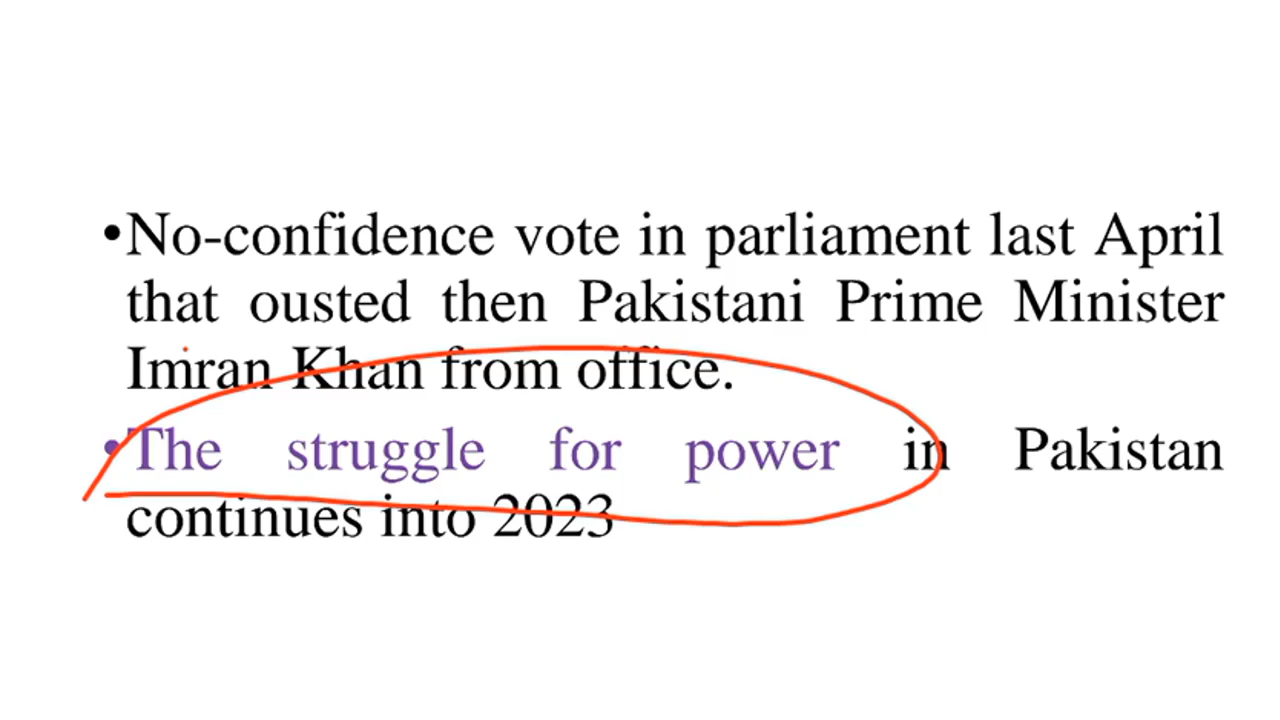 •No-confidence vote in parliament last April
that ousted then Pakistani Prime Minister
Imran Khan from office.
•The struggle for power in Pakistan
continues into 2023